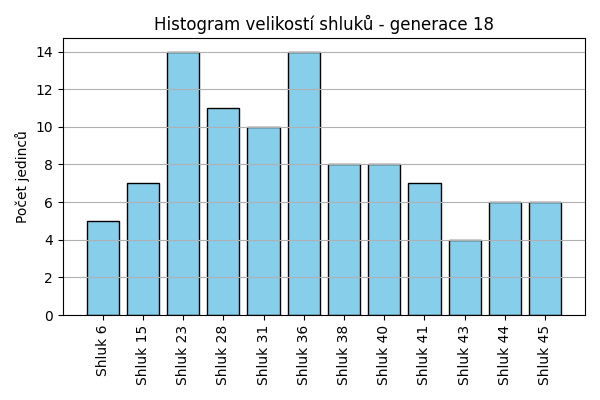 Histogram velikostí shluků - generace 18
Počet jedinců
14
12
10
8
6
4
2
0
Shluk 6
Shluk 15
Shluk 23
Shluk 28
Shluk 31
Shluk 36
Shluk 38
Shluk 40
Shluk 41
Shluk 43
Shluk 44
Shluk 45